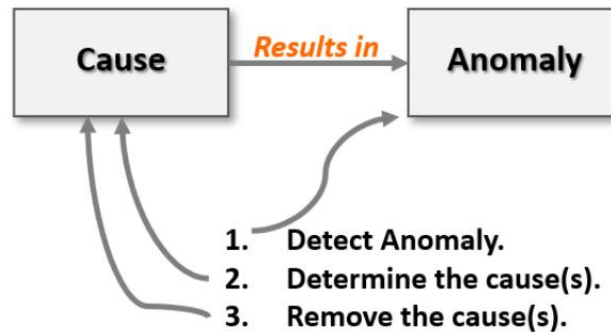 Cause
Results in
Anomaly
1. Detect Anomaly.
2. Determine the cause(s).
3. Remove the cause(s).